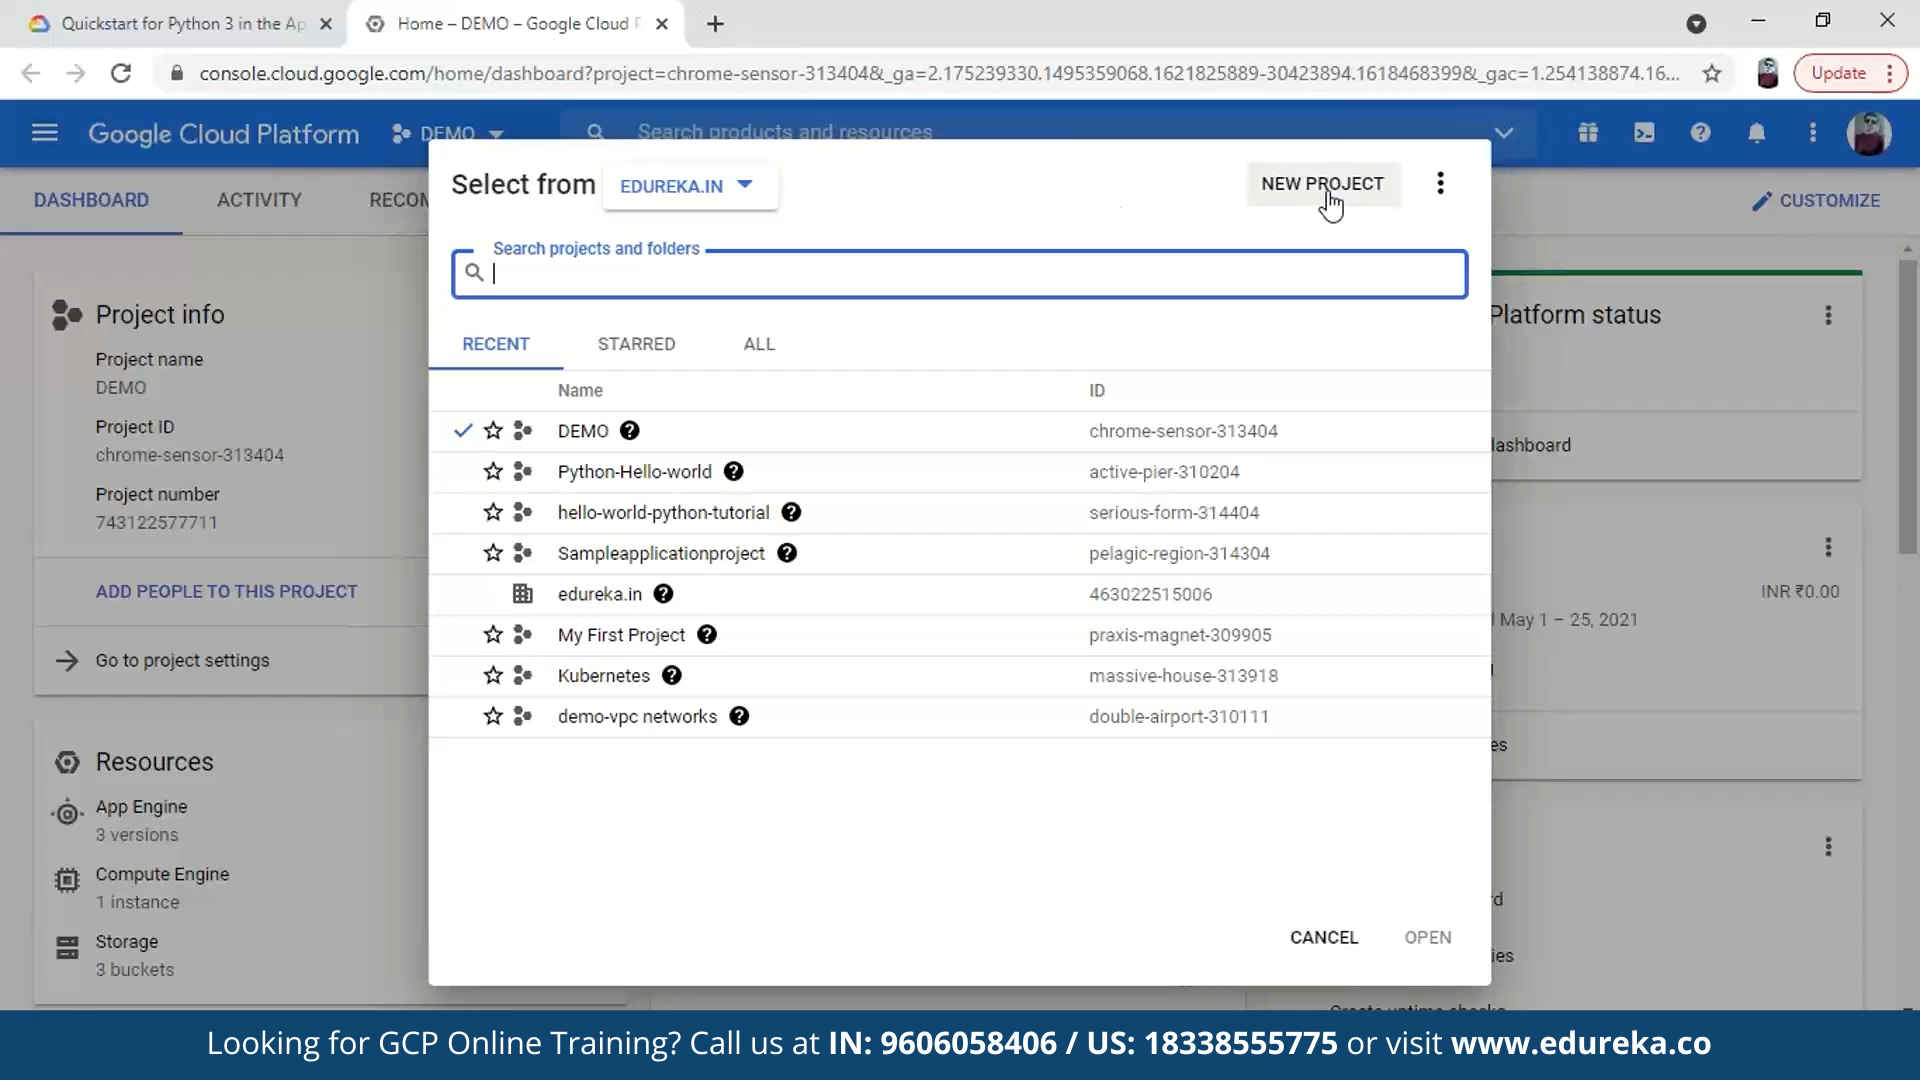 Quickstart for Python 3 in the Ap
Home – DEMO – Google Cloud P
console.cloud.google.com/home/dashboard?project=chrome-sensor-313404&_ga=2.175239330.1495359068.1621825889-30423894.1618468399&_gac=1.254138874.16...
Update
Google Cloud Platform
DEMO
Search products and resources
DASHBOARD
ACTIVITY
RECOM
CUSTOMIZE
Select from
EDUREKA.IN
NEW PROJECT
Search projects and folders
RECENT
STARRED
ALL
Name
ID
DEMO
chrome-sensor-313404
Python-Hello-world
active-pier-310204
hello-world-python-tutorial
serious-form-314404
Sampleapplicationproject
pelagic-region-314304
edureka.in
463022515006
My First Project
praxis-magnet-309905
Kubernetes
massive-house-313918
demo-vpc networks
double-airport-310111
CANCEL
OPEN
Project info
Project name
DEMO
Project ID
chrome-sensor-313404
Project number
743122577711
ADD PEOPLE TO THIS PROJECT
Go to project settings
Resources
App Engine
3 versions
Compute Engine
1 instance
Storage
3 buckets
Platform status
dashboard
INR ₹0.00
May 1 – 25, 2021
es
rd
ies
Create uptime checks
Looking for GCP Online Training? Call us at IN: 9606058406 / US: 18338555775 or visit www.edureka.co